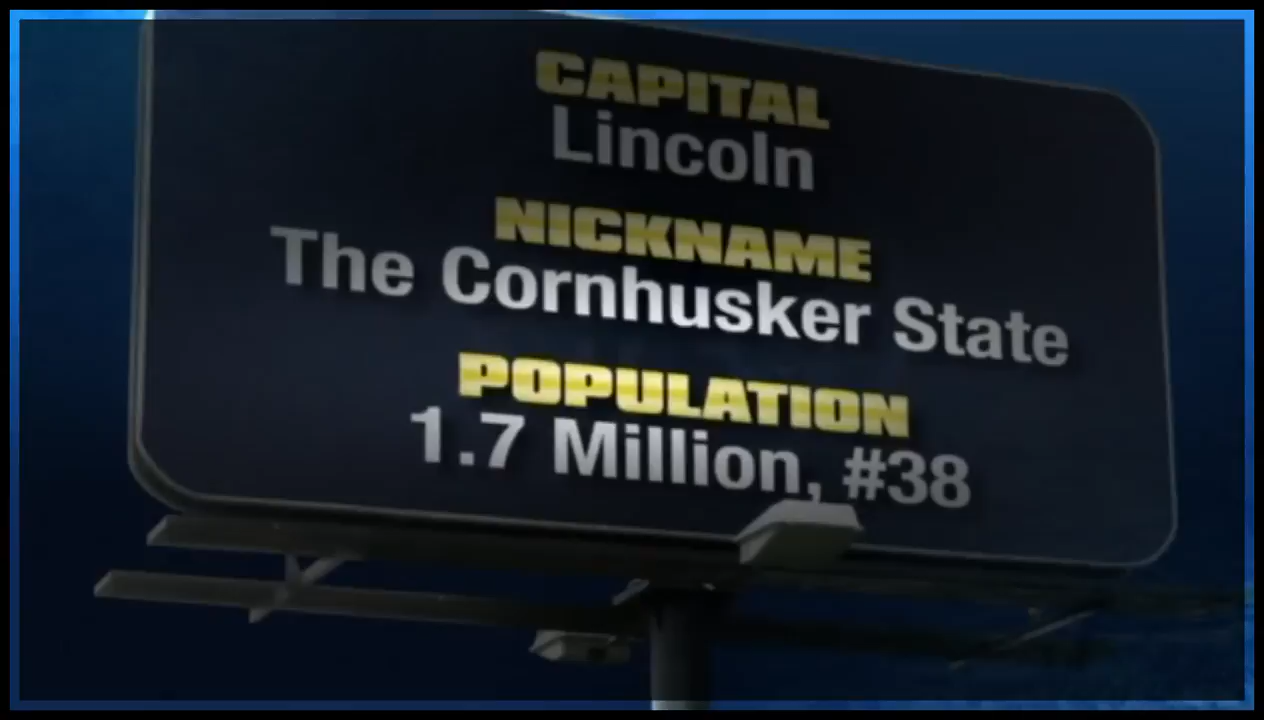 CAPITAL
Lincoln
NICKNAME
The Cornhusker State
POPULATION
1.7 Million, #38